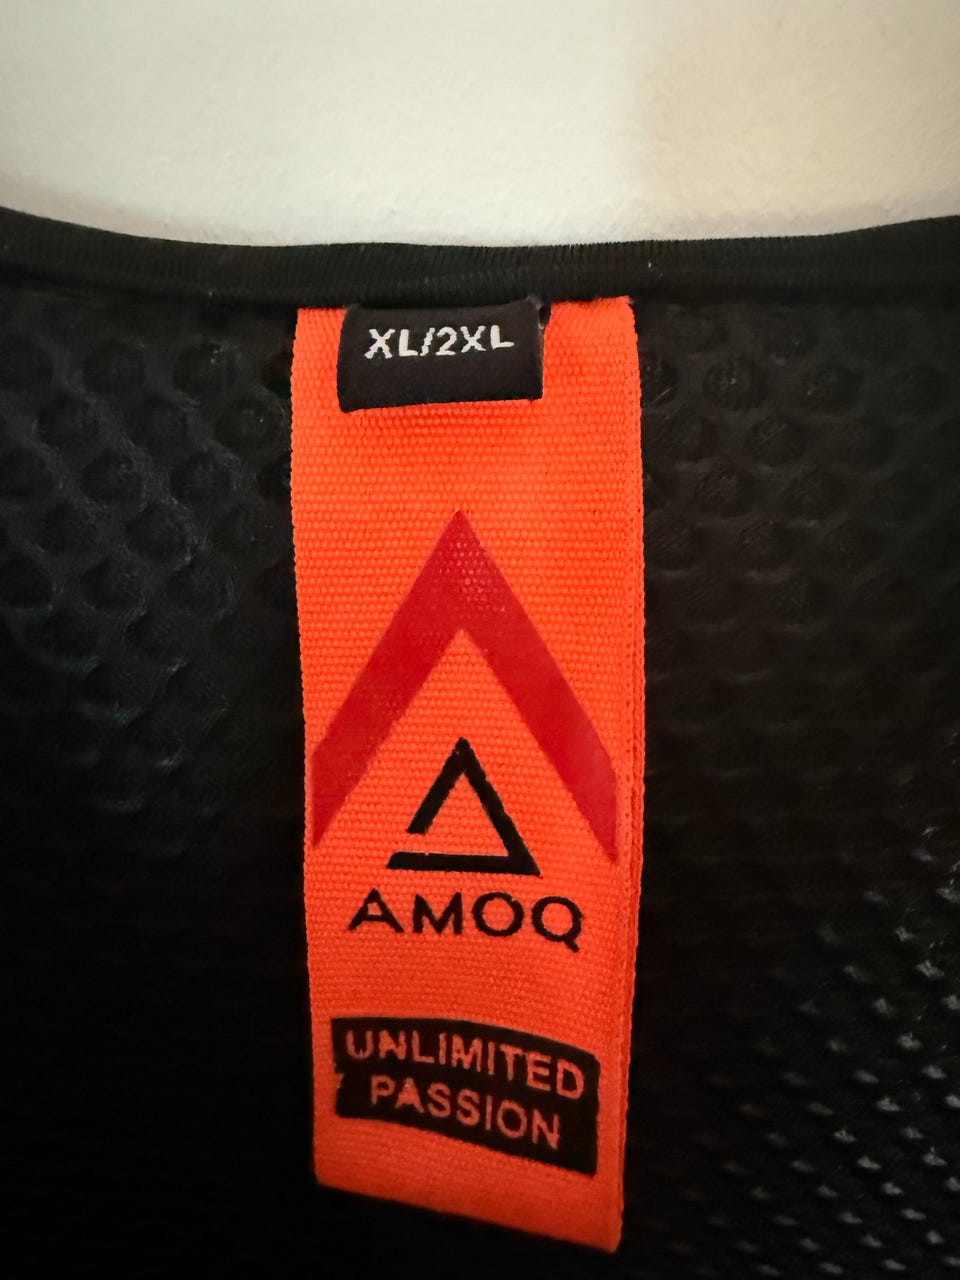 XL/2XL
AMOQ
UNLIMITED
PASSION